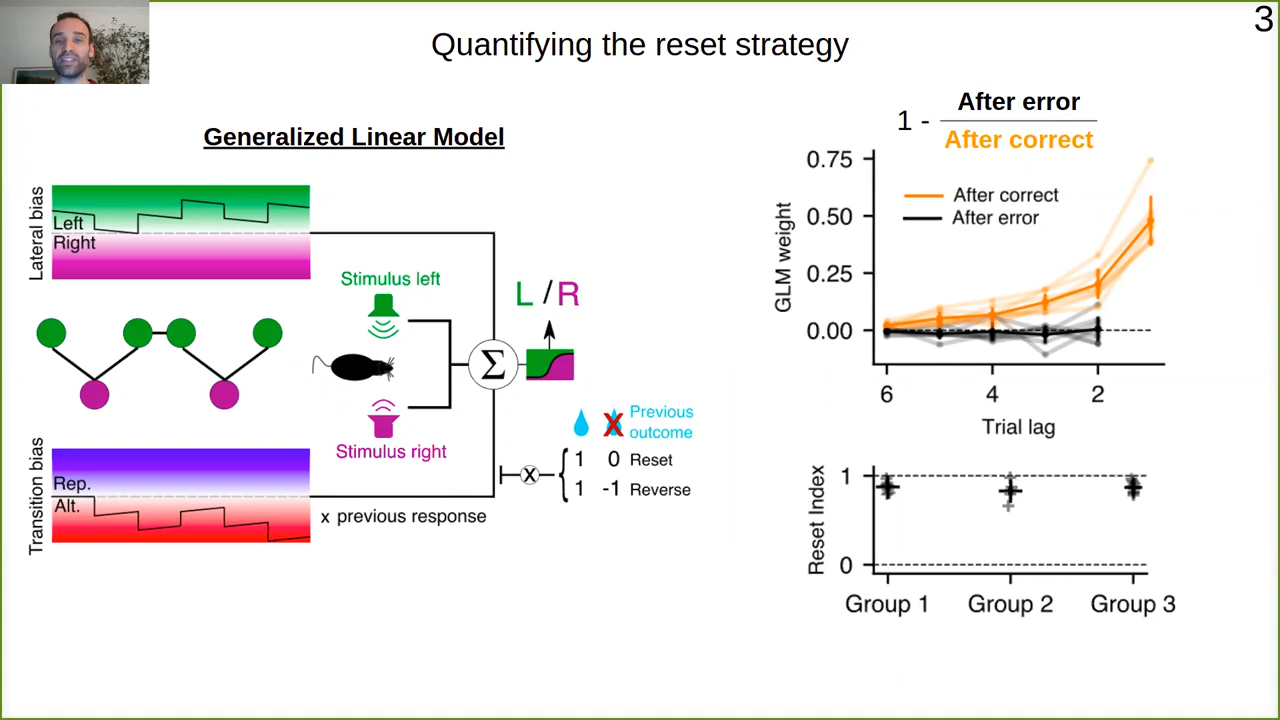 3
Quantifying the reset strategy
Generalized Linear Model
Lateral bias
Left
Right
Stimulus left
L / R
Σ
Stimulus right
Previous
outcome
X
X
1 0 Reset
1 -1 Reverse
Transition bias
Rep.
Alt.
x previous response
After error
1 -
After correct
0.75
0.50
0.25
0.00
GLM weight
After correct
After error
6 4 2
Trial lag
Reset Index
1
0
Group 1 Group 2 Group 3